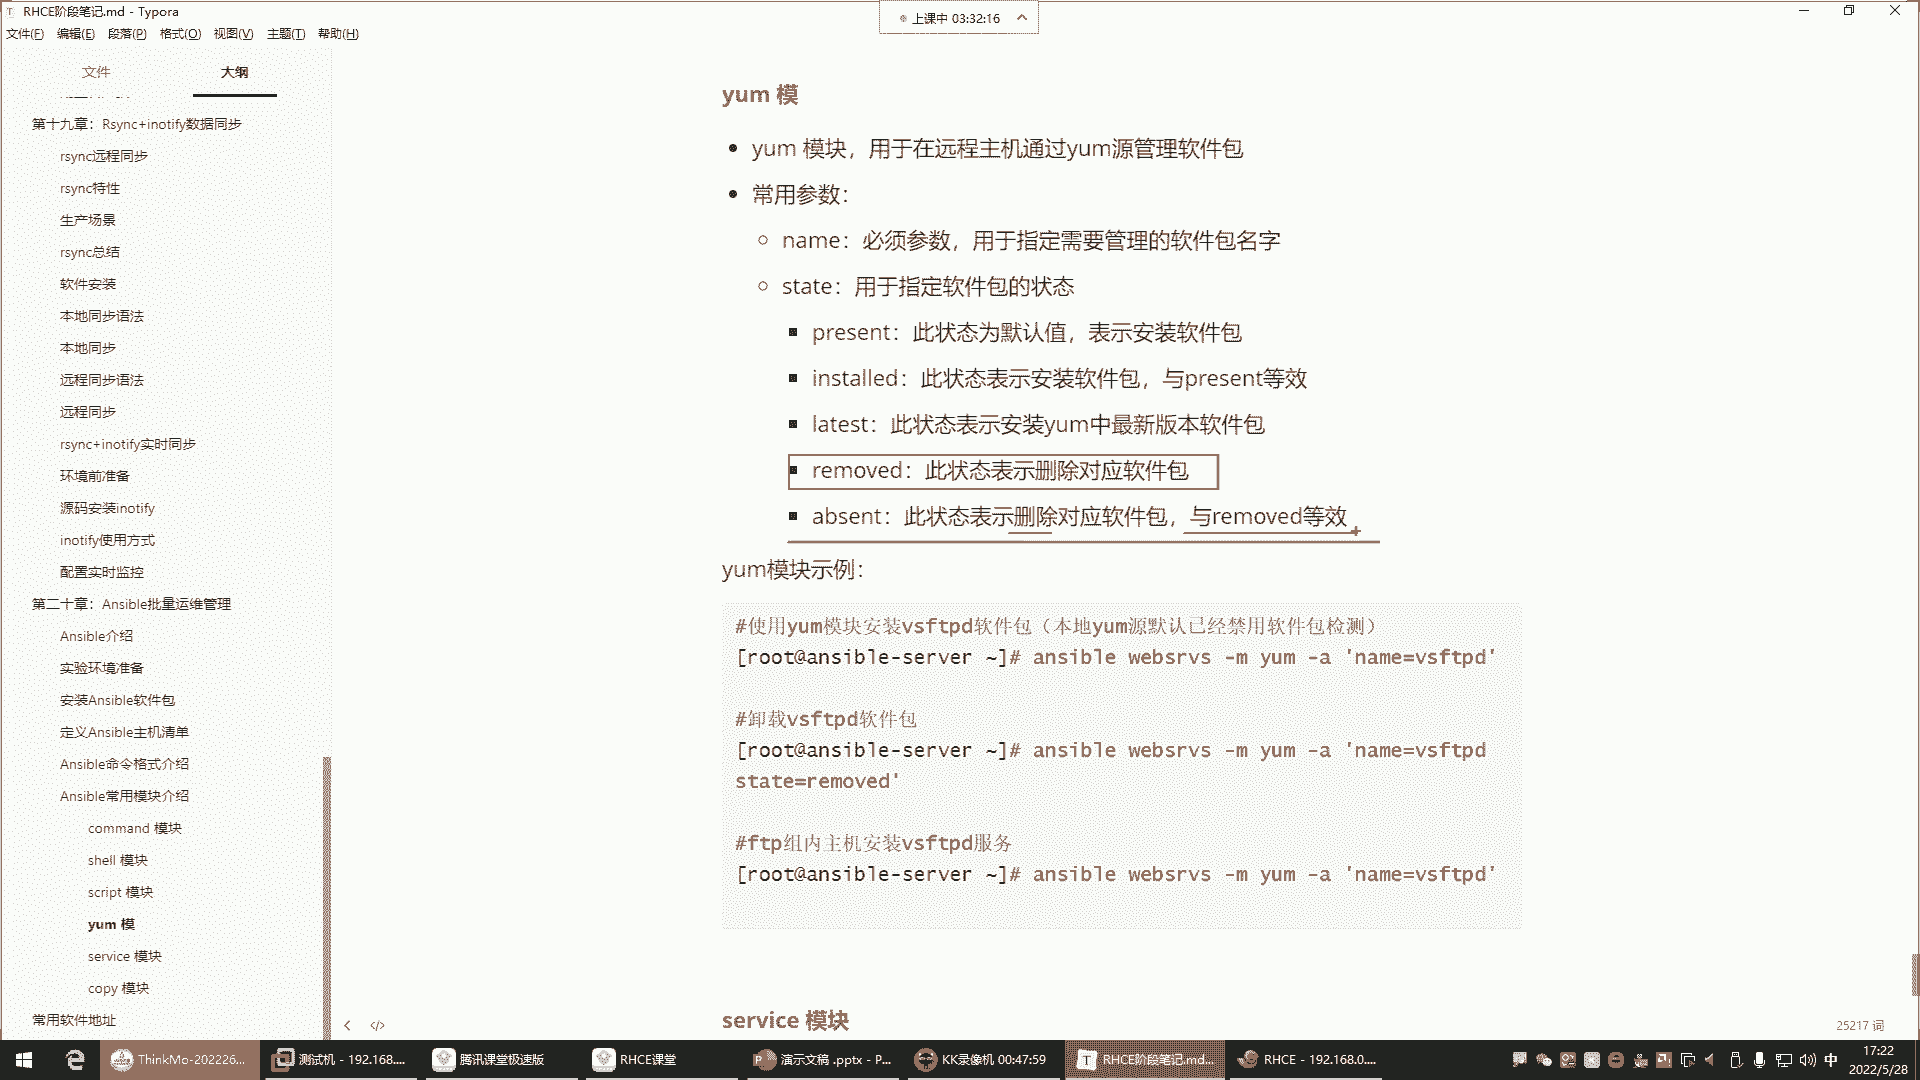 RHCE阶段笔记.md - Typora
上课中 03:32:16
文件(F) 编辑(E) 段落(P) 格式(O) 视图(V) 主题(T) 帮助(H)
文件 大纲
第十九章：Rsync+inotify数据同步
rsync远程同步
rsync特性
生产场景
rsync总结
软件安装
本地同步语法
本地同步
远程同步语法
远程同步
rsync+inotify实时同步
环境前准备
源码安装inotify
inotify使用方式
配置实时监控
第二十章：Ansible批量运维管理
Ansible介绍
实验环境准备
安装Ansible软件包
定义Ansible主机清单
Ansible命令格式介绍
Ansible常用模块介绍
command 模块
shell 模块
script 模块
yum 模
service 模块
copy 模块
常用软件地址
yum 模
yum 模块，用于在远程主机通过yum源管理软件包
常用参数：
name：必须参数，用于指定需要管理的软件包名字
state：用于指定软件包的状态
present：此状态为默认值，表示安装软件包
installed：此状态表示安装软件包，与present等效
latest：此状态表示安装yum中最新版本软件包
removed：此状态表示删除对应软件包
absent：此状态表示删除对应软件包，与removed等效
yum模块示例：
#使用yum模块安装vsftpd软件包（本地yum源默认已经禁用软件包检测）
[root@ansible-server ~]# ansible websrvs -m yum -a 'name=vsftpd'
#卸载vsftpd软件包
[root@ansible-server ~]# ansible websrvs -m yum -a 'name=vsftpd
state=removed'
#ftp组内主机安装vsftpd服务
[root@ansible-server ~]# ansible websrvs -m yum -a 'name=vsftpd'
service 模块
25217 词
ThinkMo-202226...
测试机 - 192.168....
腾讯课堂极速版
RHCE课堂
演示文稿 .pptx - P...
KK录像机 00:47:59
RHCE阶段笔记.md...
RHCE - 192.168.0....
中
17:22
2022/5/28